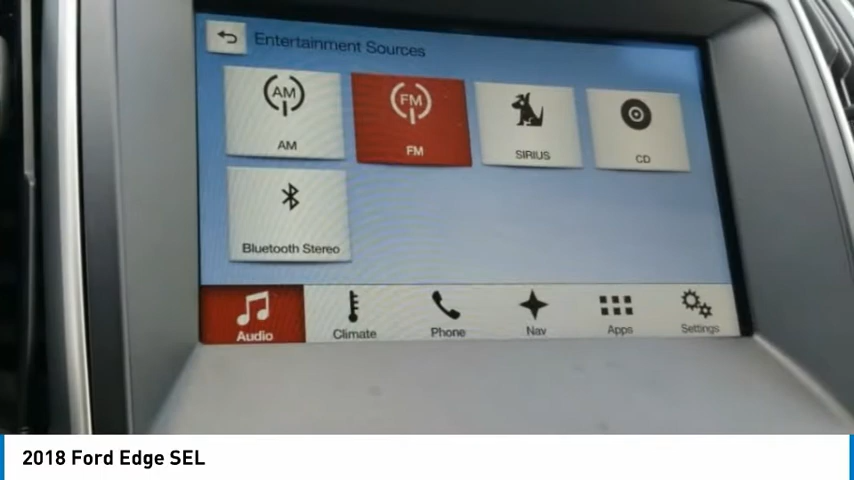 Entertainment Sources
AM FM
AM FM SIRIUS CD
Bluetooth Stereo
Audio Climate Phone Nav Apps Settings
2018 Ford Edge SEL